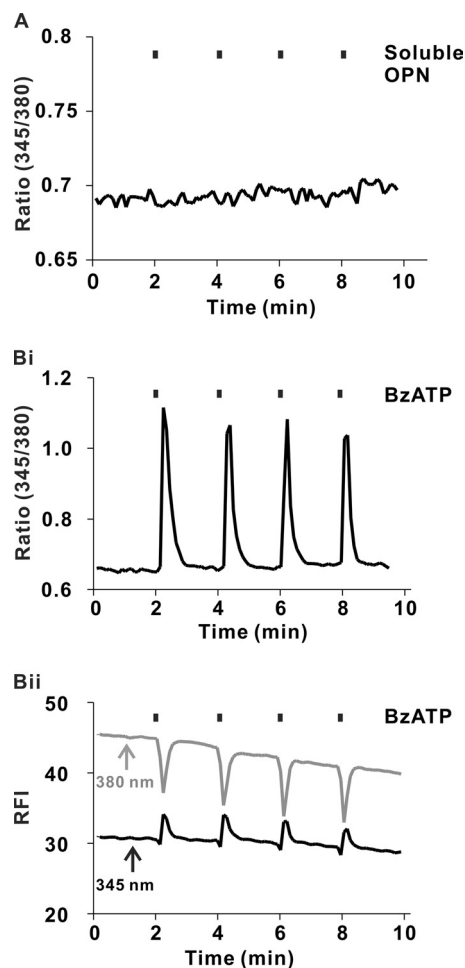 A
0.8
Soluble
OPN
0.75
0.7
0.65
Ratio (345/380)
0 2 4 6 8 10
Time (min)
Bi
1.2
BzATP
1.0
0.8
0.6
Ratio (345/380)
0 2 4 6 8 10
Time (min)
Bii
50
BzATP
40
380 nm
30
345 nm
20
RFI
0 2 4 6 8 10
Time (min)